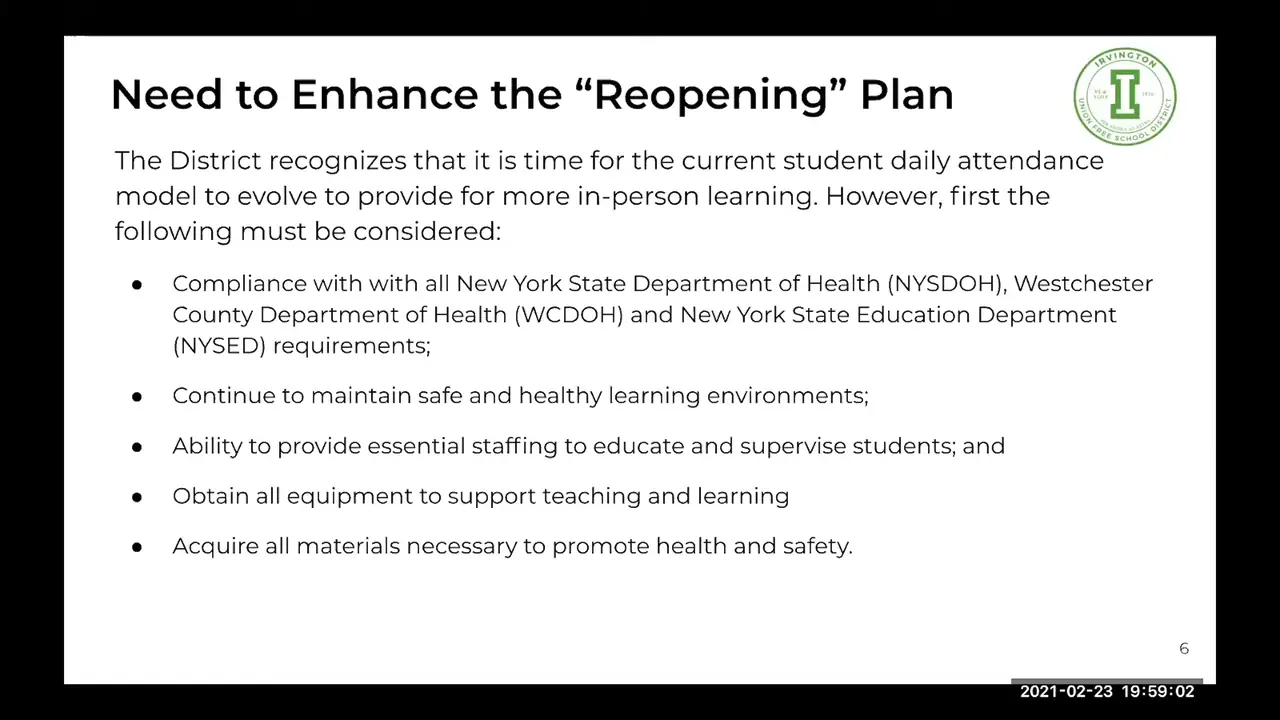 Need to Enhance the “Reopening” Plan
IRVINGTON
UNION FREE SCHOOL DISTRICT
I
The District recognizes that it is time for the current student daily attendance
model to evolve to provide for more in-person learning. However, first the
following must be considered:
● Compliance with with all New York State Department of Health (NYSDOH), Westchester
County Department of Health (WCDOH) and New York State Education Department
(NYSED) requirements;
● Continue to maintain safe and healthy learning environments;
● Ability to provide essential staffing to educate and supervise students; and
● Obtain all equipment to support teaching and learning
● Acquire all materials necessary to promote health and safety.
6
2021-02-23 19:59:02